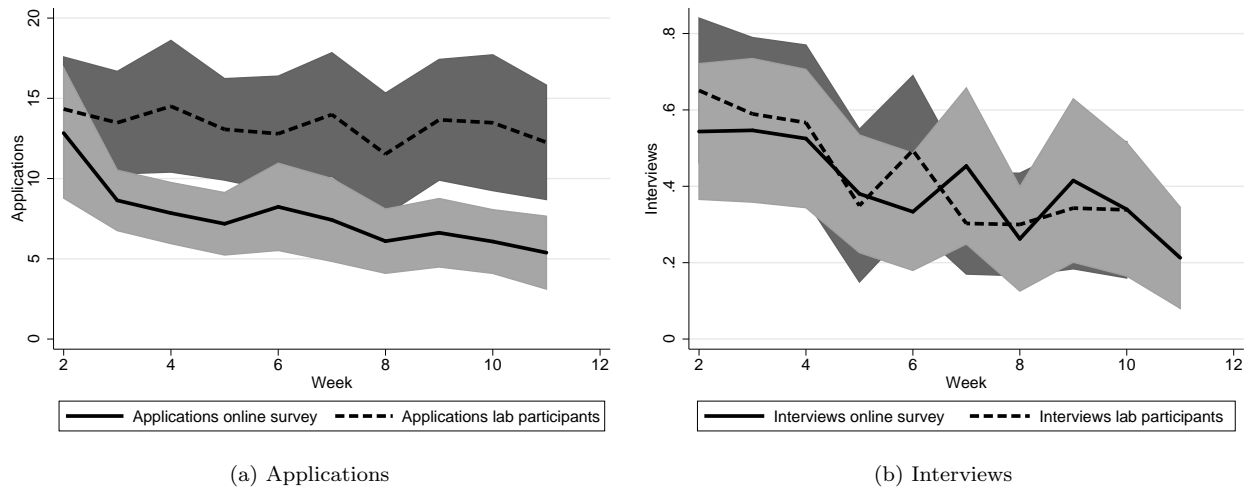 20
15
10
5
0
Applications
2 4 6 8 10 12
Week
Applications online survey Applications lab participants
(a) Applications
.8
.6
.4
.2
0
Interviews
2 4 6 8 10 12
Week
Interviews online survey Interviews lab participants
(b) Interviews